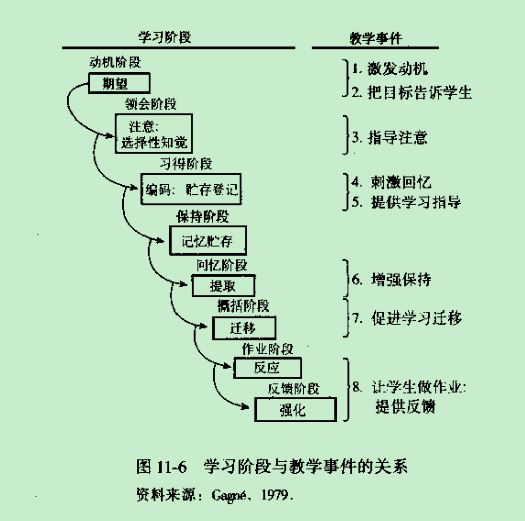 学习阶段
教学事件
动机阶段
期望
领会阶段
注意:
选择性知觉
习得阶段
编码: 贮存登记
保持阶段
记忆贮存
回忆阶段
提取
概括阶段
迁移
作业阶段
反应
反馈阶段
强化
1. 激发动机
2. 把目标告诉学生
3. 指导注意
4. 刺激回忆
5. 提供学习指导
6. 增强保持
7. 促进学习迁移
8. 让学生做作业:
提供反馈
图 11-6 学习阶段与教学事件的关系
资料来源: Gagné, 1979.